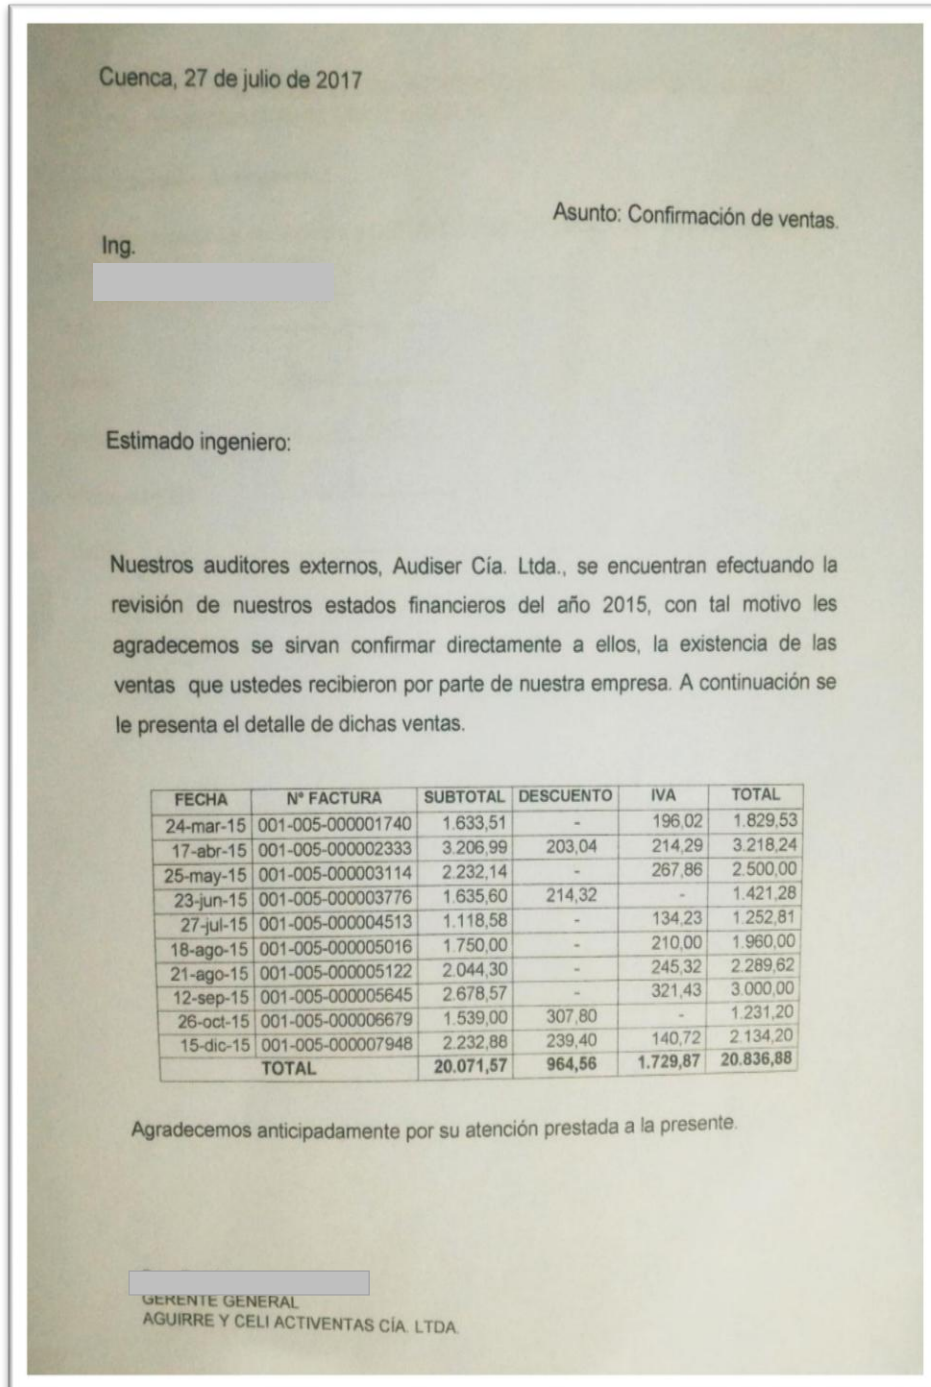 Cuenca, 27 de julio de 2017
Asunto: Confirmación de ventas.
Ing.
Estimado ingeniero:
Nuestros auditores externos, Audiser Cía. Ltda., se encuentran efectuando la
revisión de nuestros estados financieros del año 2015, con tal motivo les
agradecemos se sirvan confirmar directamente a ellos, la existencia de las
ventas que ustedes recibieron por parte de nuestra empresa. A continuación se
le presenta el detalle de dichas ventas.
FECHA N° FACTURA SUBTOTAL DESCUENTO IVA TOTAL
24-mar-15 001-005-000001740 1.633,51 - 196,02 1.829,53
17-abr-15 001-005-000002333 3.206,99 203,04 214,29 3.218,24
25-may-15 001-005-000003114 2.232,14 - 267,86 2.500,00
23-jun-15 001-005-000003776 1.635,60 214,32 - 1.421,28
27-jul-15 001-005-000004513 1.118,58 - 134,23 1.252,81
18-ago-15 001-005-000005016 1.750,00 - 210,00 1.960,00
21-ago-15 001-005-000005122 2.044,30 - 245,32 2.289,62
12-sep-15 001-005-000005645 2.678,57 - 321,43 3.000,00
26-oct-15 001-005-000006679 1.539,00 307,80 - 1.231,20
15-dic-15 001-005-000007948 2.232,88 239,40 140,72 2.134,20
TOTAL 20.071,57 964,56 1.729,87 20.836,88
Agradecemos anticipadamente por su atención prestada a la presente.
GERENTE GENERAL
AGUIRRE Y CELI ACTIVENTAS CÍA. LTDA.